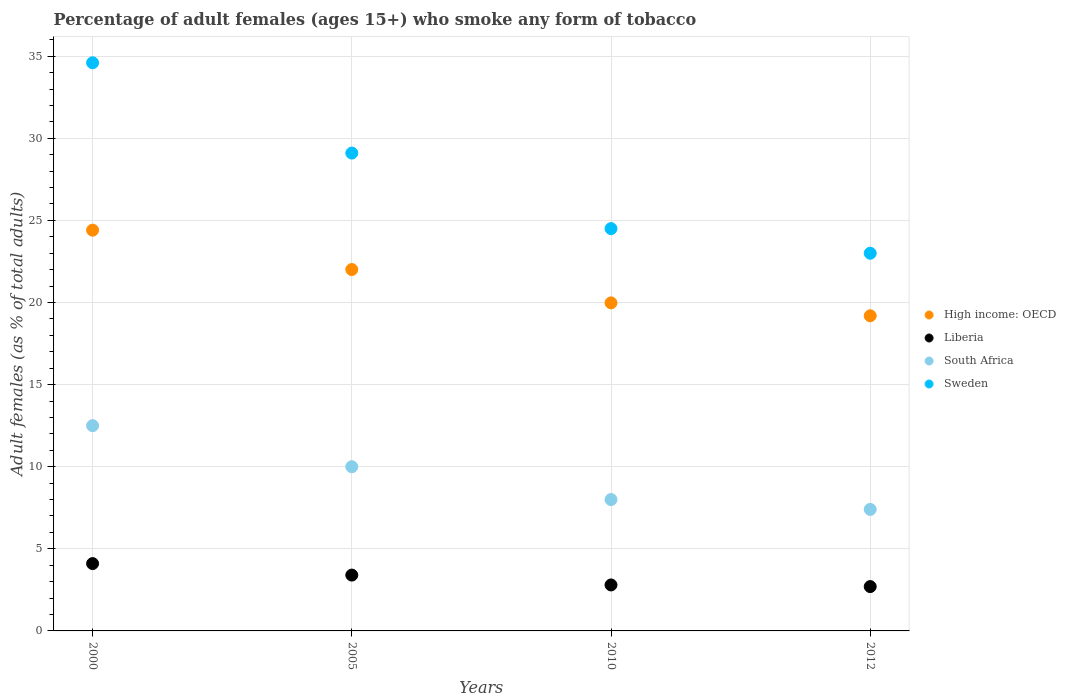 Percentage of adult females (ages 15+) who smoke any form of tobacco
Adult females (as % of total adults)
35
30
25
20
15
10
5
0
2000
2005
2010
2012
Years
High income: OECD
Liberia
South Africa
Sweden